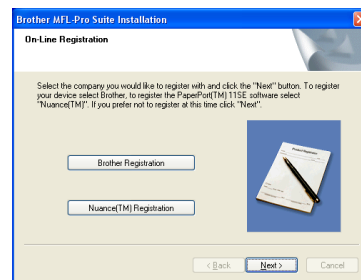 Brother MFL-Pro Suite Installation
On-Line Registration
Select the company you would like to register with and click the "Next" button. To register
your device select Brother, to register the PaperPort(TM) 11SE software select
"Nuance(TM)". If you prefer not to register at this time click "Next".
Brother Registration
Product Registration
Nuance(TM) Registration
< Back
Next >
Cancel